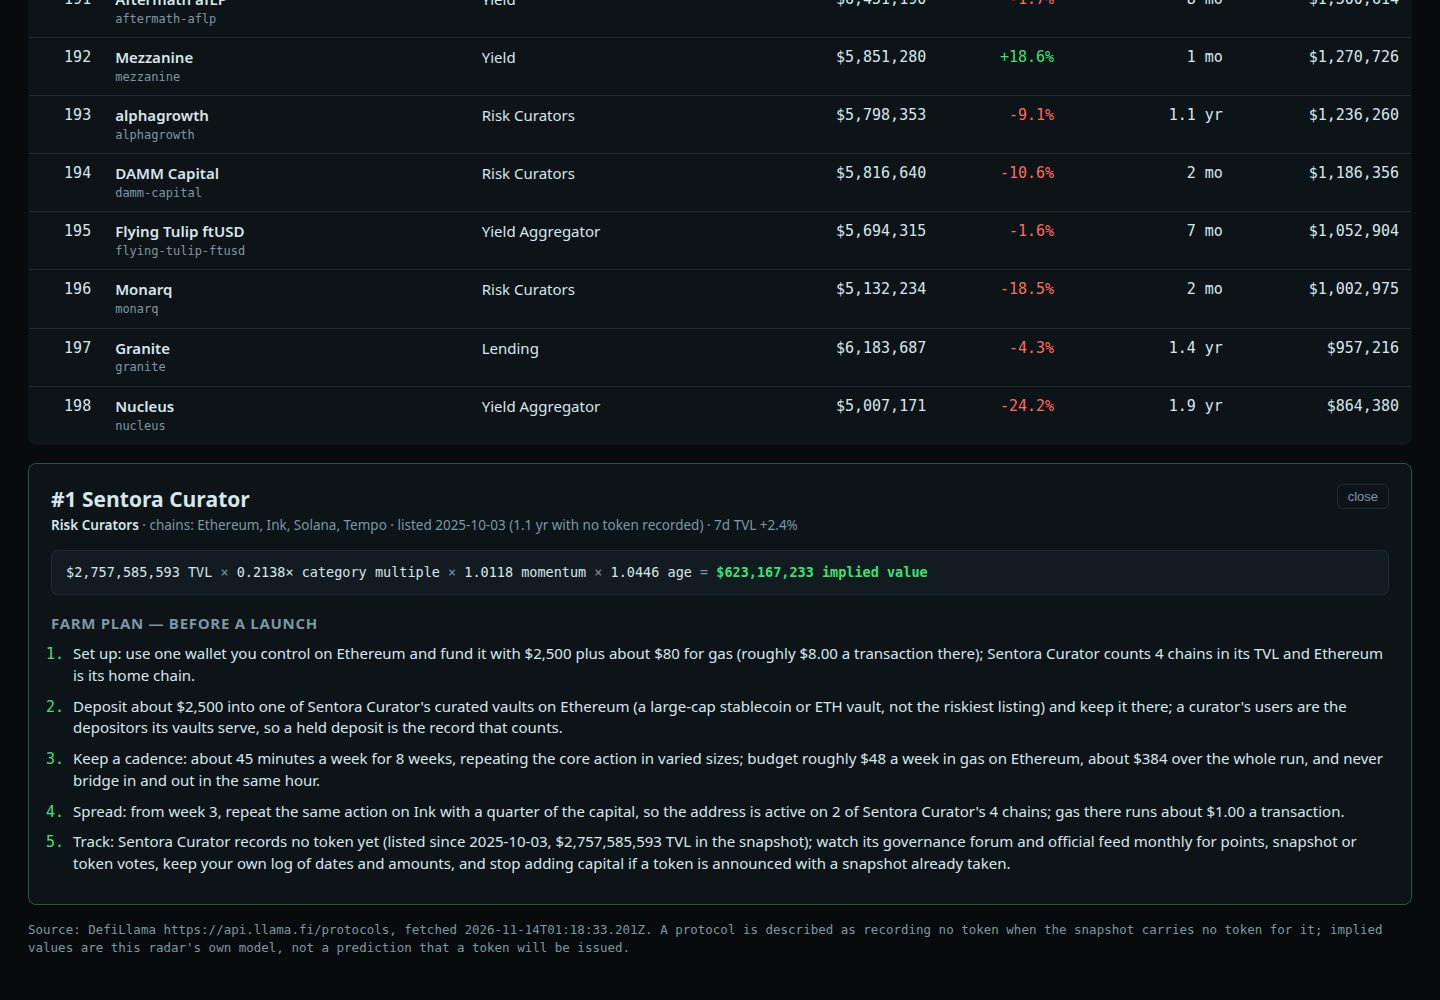 aftermath-aflp
192 Mezzanine Yield $5,851,280 +18.6% 1 mo $1,270,726
mezzanine
193 alphagrowth Risk Curators $5,798,353 -9.1% 1.1 yr $1,236,260
alphagrowth
194 DAMM Capital Risk Curators $5,816,640 -10.6% 2 mo $1,186,356
damm-capital
195 Flying Tulip ftUSD Yield Aggregator $5,694,315 -1.6% 7 mo $1,052,904
flying-tulip-ftusd
196 Monarq Risk Curators $5,132,234 -18.5% 2 mo $1,002,975
monarq
197 Granite Lending $6,183,687 -4.3% 1.4 yr $957,216
granite
198 Nucleus Yield Aggregator $5,007,171 -24.2% 1.9 yr $864,380
nucleus
#1 Sentora Curator close
Risk Curators · chains: Ethereum, Ink, Solana, Tempo · listed 2025-10-03 (1.1 yr with no token recorded) · 7d TVL +2.4%
$2,757,585,593 TVL × 0.2138× category multiple × 1.0118 momentum × 1.0446 age = $623,167,233 implied value
FARM PLAN — BEFORE A LAUNCH
1. Set up: use one wallet you control on Ethereum and fund it with $2,500 plus about $80 for gas (roughly $8.00 a transaction there); Sentora Curator counts 4 chains in its TVL and Ethereum
is its home chain.
2. Deposit about $2,500 into one of Sentora Curator's curated vaults on Ethereum (a large-cap stablecoin or ETH vault, not the riskiest listing) and keep it there; a curator's users are the
depositors its vaults serve, so a held deposit is the record that counts.
3. Keep a cadence: about 45 minutes a week for 8 weeks, repeating the core action in varied sizes; budget roughly $48 a week in gas on Ethereum, about $384 over the whole run, and never
bridge in and out in the same hour.
4. Spread: from week 3, repeat the same action on Ink with a quarter of the capital, so the address is active on 2 of Sentora Curator's 4 chains; gas there runs about $1.00 a transaction.
5. Track: Sentora Curator records no token yet (listed since 2025-10-03, $2,757,585,593 TVL in the snapshot); watch its governance forum and official feed monthly for points, snapshot or
token votes, keep your own log of dates and amounts, and stop adding capital if a token is announced with a snapshot already taken.
Source: DefiLlama https://api.llama.fi/protocols, fetched 2026-11-14T01:18:33.201Z. A protocol is described as recording no token when the snapshot carries no token for it; implied
values are this radar's own model, not a prediction that a token will be issued.